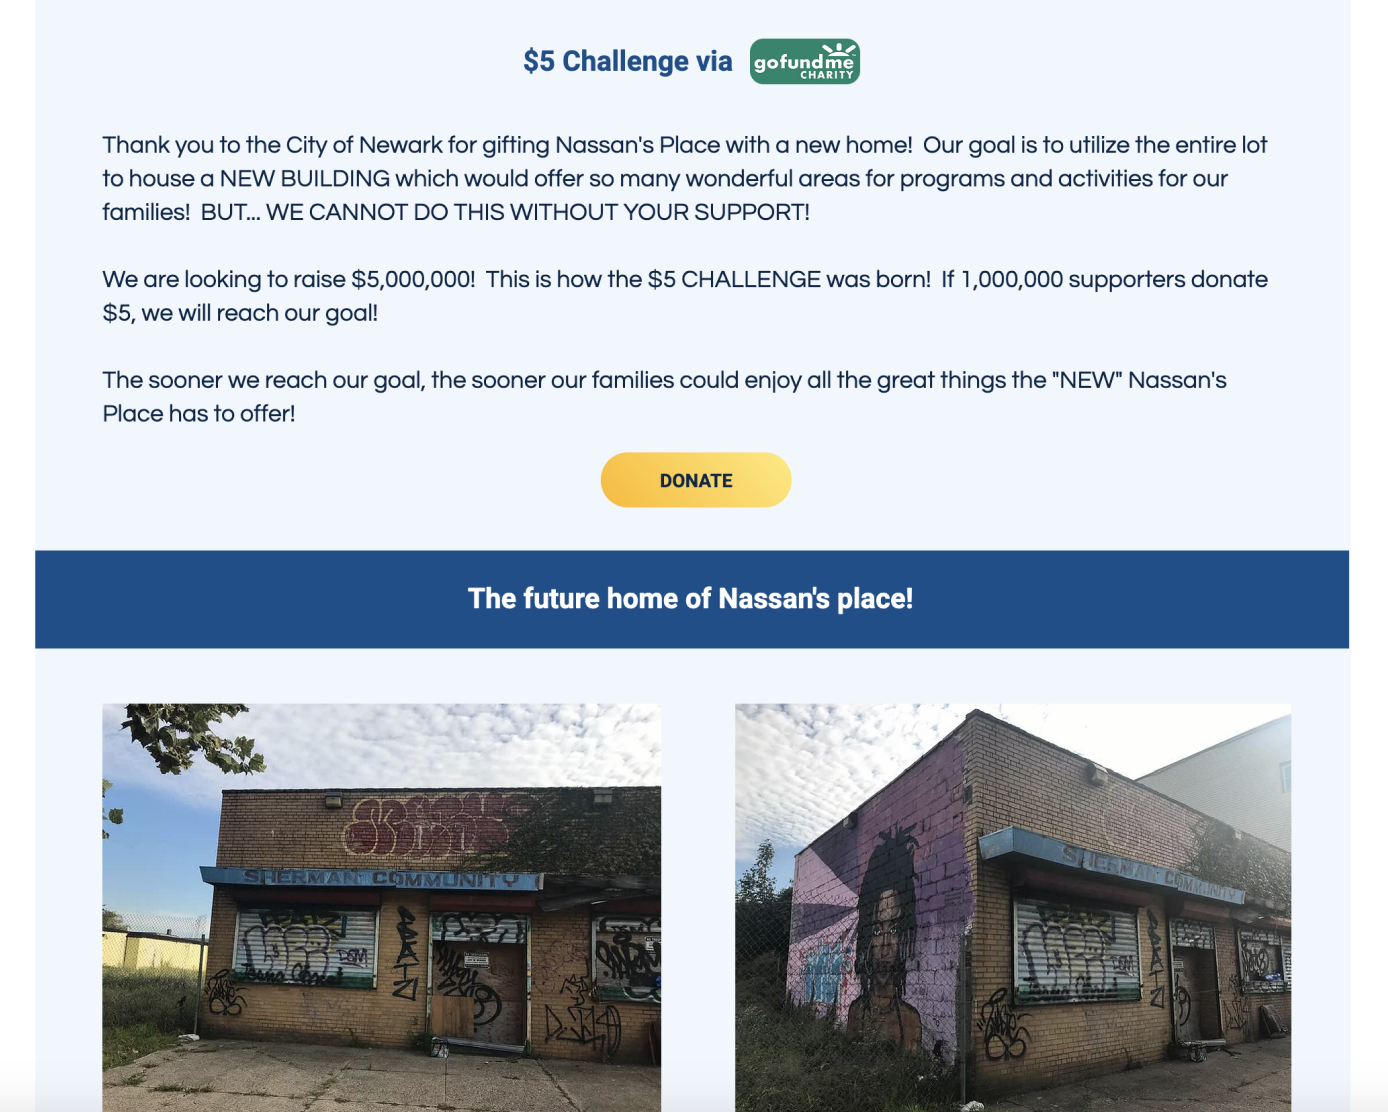 $5 Challenge via gofundme CHARITY
Thank you to the City of Newark for gifting Nassan's Place with a new home!  Our goal is to utilize the entire lot
to house a NEW BUILDING which would offer so many wonderful areas for programs and activities for our
families!  BUT... WE CANNOT DO THIS WITHOUT YOUR SUPPORT!
We are looking to raise $5,000,000!  This is how the $5 CHALLENGE was born!  If 1,000,000 supporters donate
$5, we will reach our goal!
The sooner we reach our goal, the sooner our families could enjoy all the great things the "NEW" Nassan's
Place has to offer!
DONATE
The future home of Nassan's place!
SHERMAN COMMUNITY
SHERMAN COMMUNITY